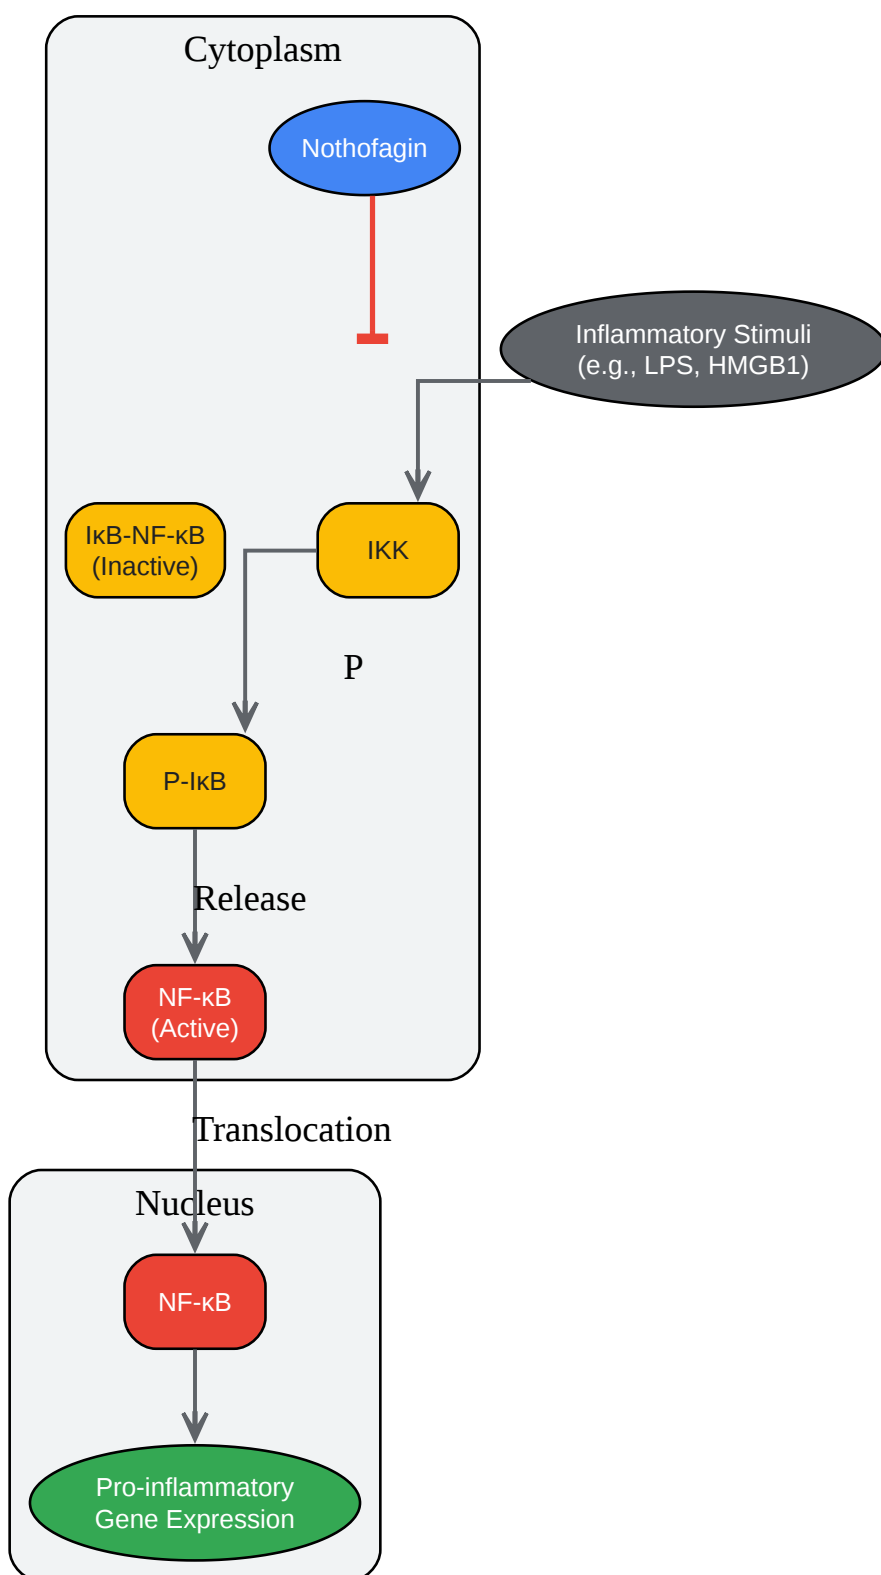 Cytoplasm
Nothofagin
Inflammatory Stimuli
(e.g., LPS, HMGB1)
IκB-NF-κB
(Inactive)
IKK
P
P-IκB
Release
NF-κB
(Active)
Translocation
Nucleus
NF-κB
Pro-inflammatory
Gene Expression